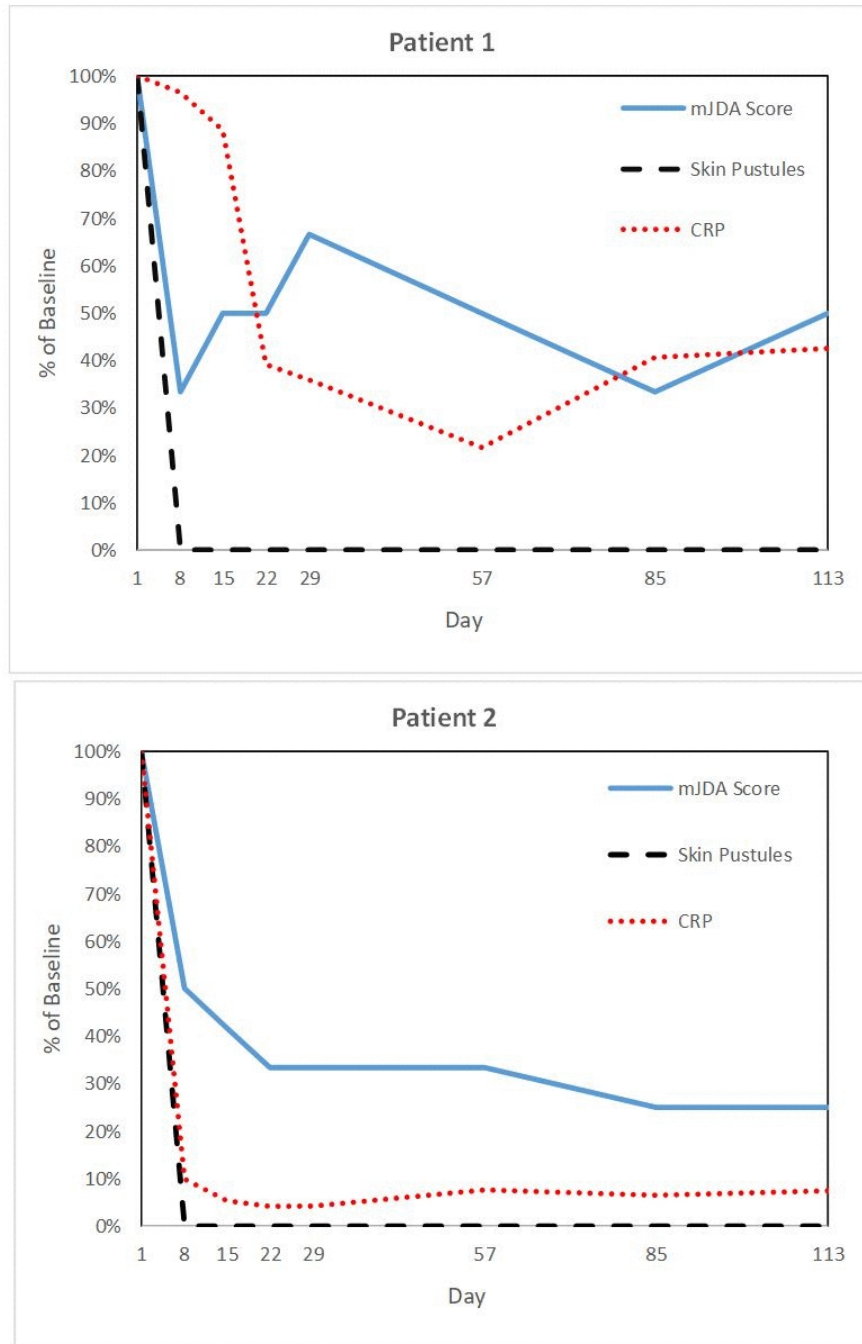 Patient 1
100%
90%
80%
70%
60%
50%
40%
30%
20%
10%
0%
% of Baseline
mJDA Score
Skin Pustules
CRP
1 8 15 22 29 57 85 113
Day
Patient 2
100%
90%
80%
70%
60%
50%
40%
30%
20%
10%
0%
% of Baseline
mJDA Score
Skin Pustules
CRP
1 8 15 22 29 57 85 113
Day